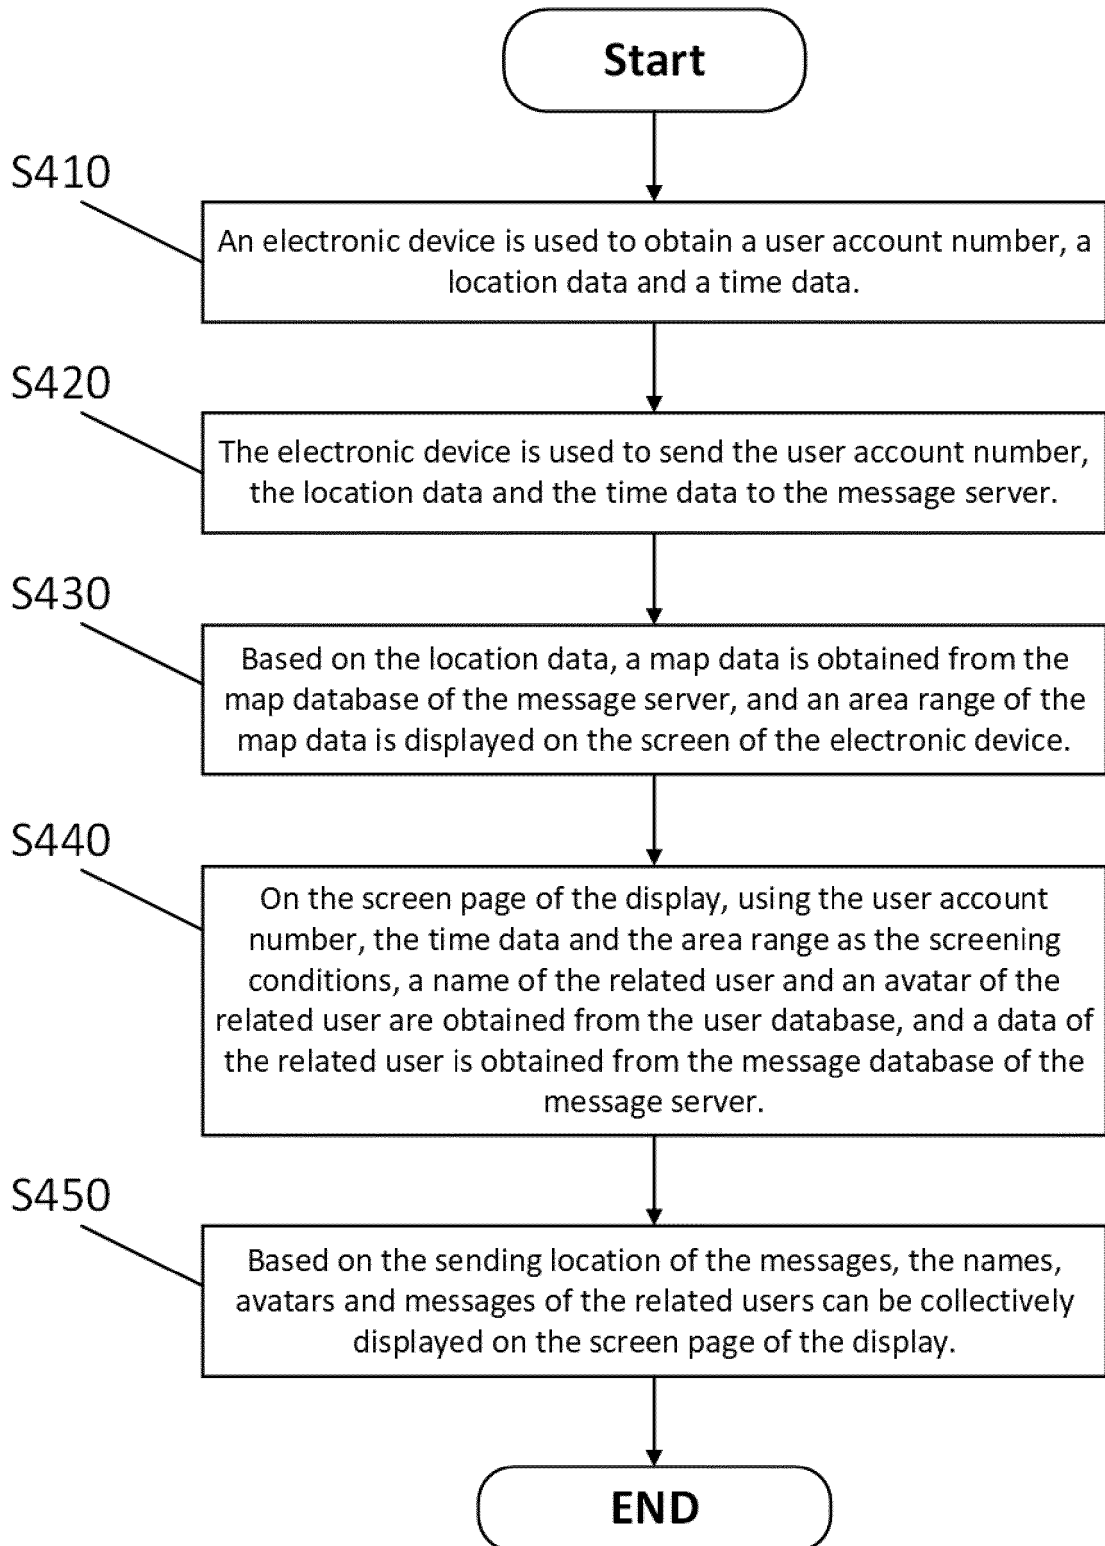 Start
S410
An electronic device is used to obtain a user account number, a
location data and a time data.
S420
The electronic device is used to send the user account number,
the location data and the time data to the message server.
S430
Based on the location data, a map data is obtained from the
map database of the message server, and an area range of the
map data is displayed on the screen of the electronic device.
S440
On the screen page of the display, using the user account
number, the time data and the area range as the screening
conditions, a name of the related user and an avatar of the
related user are obtained from the user database, and a data of
the related user is obtained from the message database of the
message server.
S450
Based on the sending location of the messages, the names,
avatars and messages of the related users can be collectively
displayed on the screen page of the display.
END